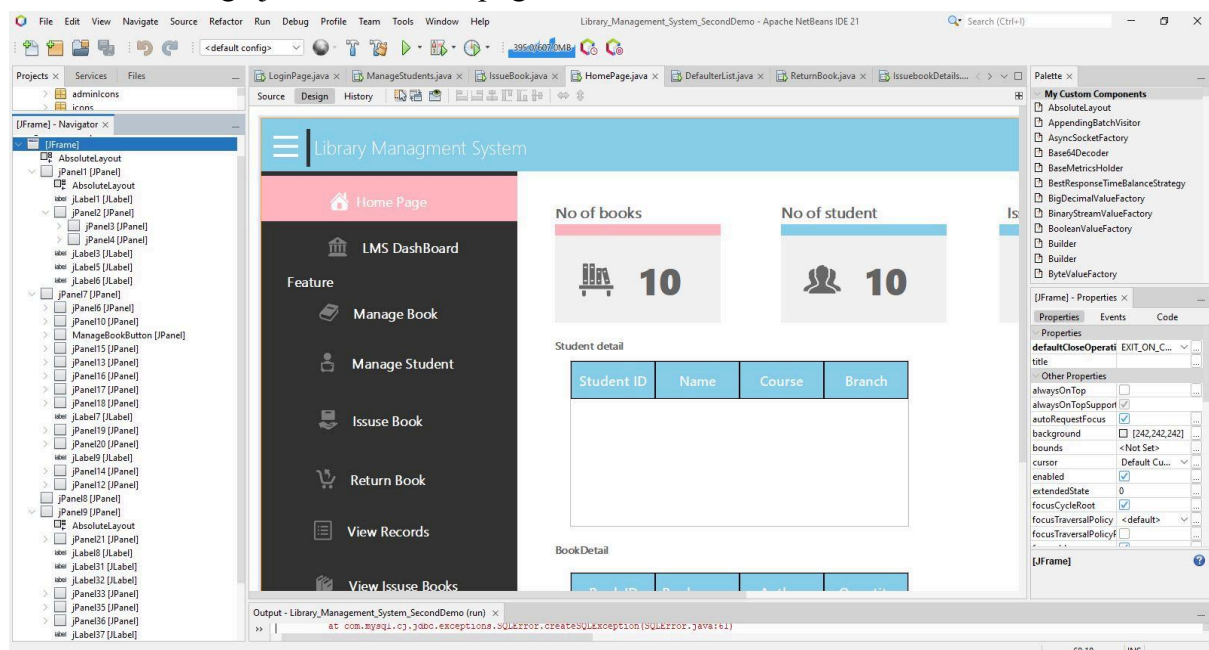 File Edit View Navigate Source Refactor Run Debug Profile Team Tools Window Help
Library_Management_System_SecondDemo - Apache NetBeans IDE 21
Search (Ctrl+I)
<default config>
395.0/607.0MB
Projects Services Files
adminIcons
icons
LoginPage.java ManageStudents.java IssueBook.java HomePage.java DefaulterList.java ReturnBook.java IssuebookDetails....
Source Design History
[JFrame] - Navigator
[JFrame]
AbsoluteLayout
jPanel1 [JPanel]
AbsoluteLayout
jLabel1 [JLabel]
jPanel2 [JPanel]
jPanel3 [JPanel]
jPanel4 [JPanel]
jLabel3 [JLabel]
jLabel5 [JLabel]
jLabel6 [JLabel]
jPanel7 [JPanel]
jPanel6 [JPanel]
jPanel10 [JPanel]
ManageBookButton [JPanel]
jPanel15 [JPanel]
jPanel13 [JPanel]
jPanel16 [JPanel]
jPanel17 [JPanel]
jPanel18 [JPanel]
jLabel7 [JLabel]
jPanel19 [JPanel]
jPanel20 [JPanel]
jLabel9 [JLabel]
jPanel14 [JPanel]
jPanel12 [JPanel]
jPanel8 [JPanel]
jPanel9 [JPanel]
AbsoluteLayout
jPanel21 [JPanel]
jLabel8 [JLabel]
jLabel31 [JLabel]
jLabel32 [JLabel]
jPanel33 [JPanel]
jPanel35 [JPanel]
jPanel36 [JPanel]
jLabel37 [JLabel]
Library Managment System
Home Page
LMS DashBoard
Feature
Manage Book
Manage Student
Issuse Book
Return Book
View Records
View Issuse Books
No of books
10
No of student
10
Is
Student detail
Student ID Name Course Branch
BookDetail
Output - Library_Management_System_SecondDemo (run)
at com.mysql.cj.jdbc.exceptions.SQLError.createSQLException(SQLError.java:61)
Palette
My Custom Components
AbsoluteLayout
AppendingBatchVisitor
AsyncSocketFactory
Base64Decoder
BaseMetricsHolder
BestResponseTimeBalanceStrategy
BigDecimalValueFactory
BinaryStreamValueFactory
BooleanValueFactory
Builder
Builder
ByteValueFactory
[JFrame] - Properties
Properties Events Code
Properties
defaultCloseOperati EXIT_ON_C...
title
Other Properties
alwaysOnTop
alwaysOnTopSupport
autoRequestFocus
background [242,242,242]
bounds <Not Set>
cursor Default Cu...
enabled
extendedState 0
focusCycleRoot
focusTraversalPolicy <default>
focusTraversalPolicyP
[JFrame]